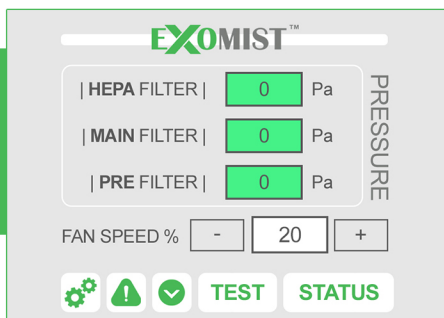 EXOMIST™
| HEPA FILTER | 0 Pa
| MAIN FILTER | 0 Pa
| PRE FILTER | 0 Pa
PRESSURE
FAN SPEED % - 20 +
TEST STATUS